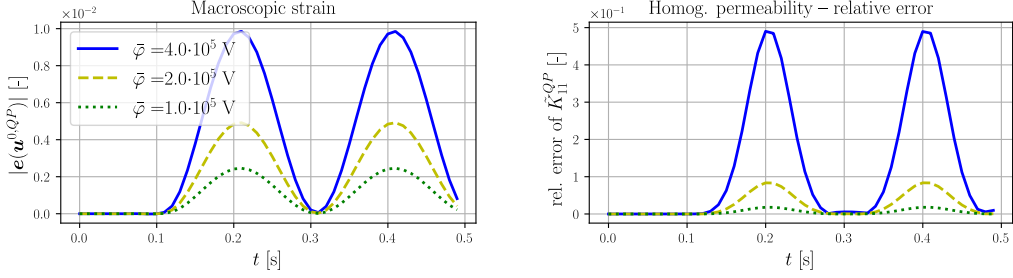 Macroscopic strain
×10⁻²
1.0
0.8
0.6
0.4
0.2
0.0
|e(u⁰,QP)| [-]
φ̄ =4.0·10⁵ V
φ̄ =2.0·10⁵ V
φ̄ =1.0·10⁵ V
0.0 0.1 0.2 0.3 0.4 0.5
t [s]
Homog. permeability – relative error
×10⁻¹
5
4
3
2
1
0
rel. error of K̃₁₁^QP [-]
0.0 0.1 0.2 0.3 0.4 0.5
t [s]